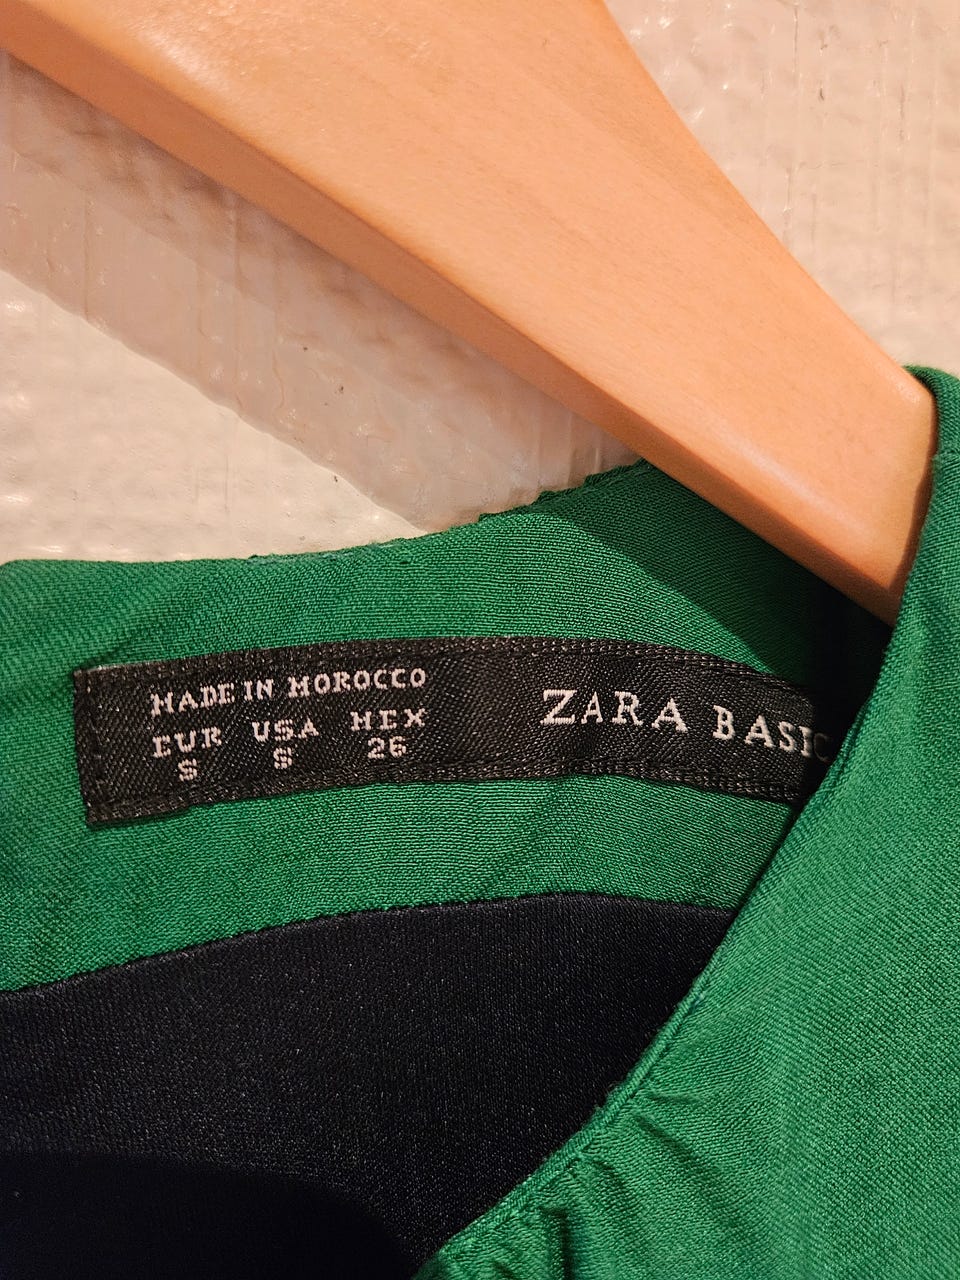 MADE IN MOROCCO
EUR USA MEX
S S 26
ZARA BASIC